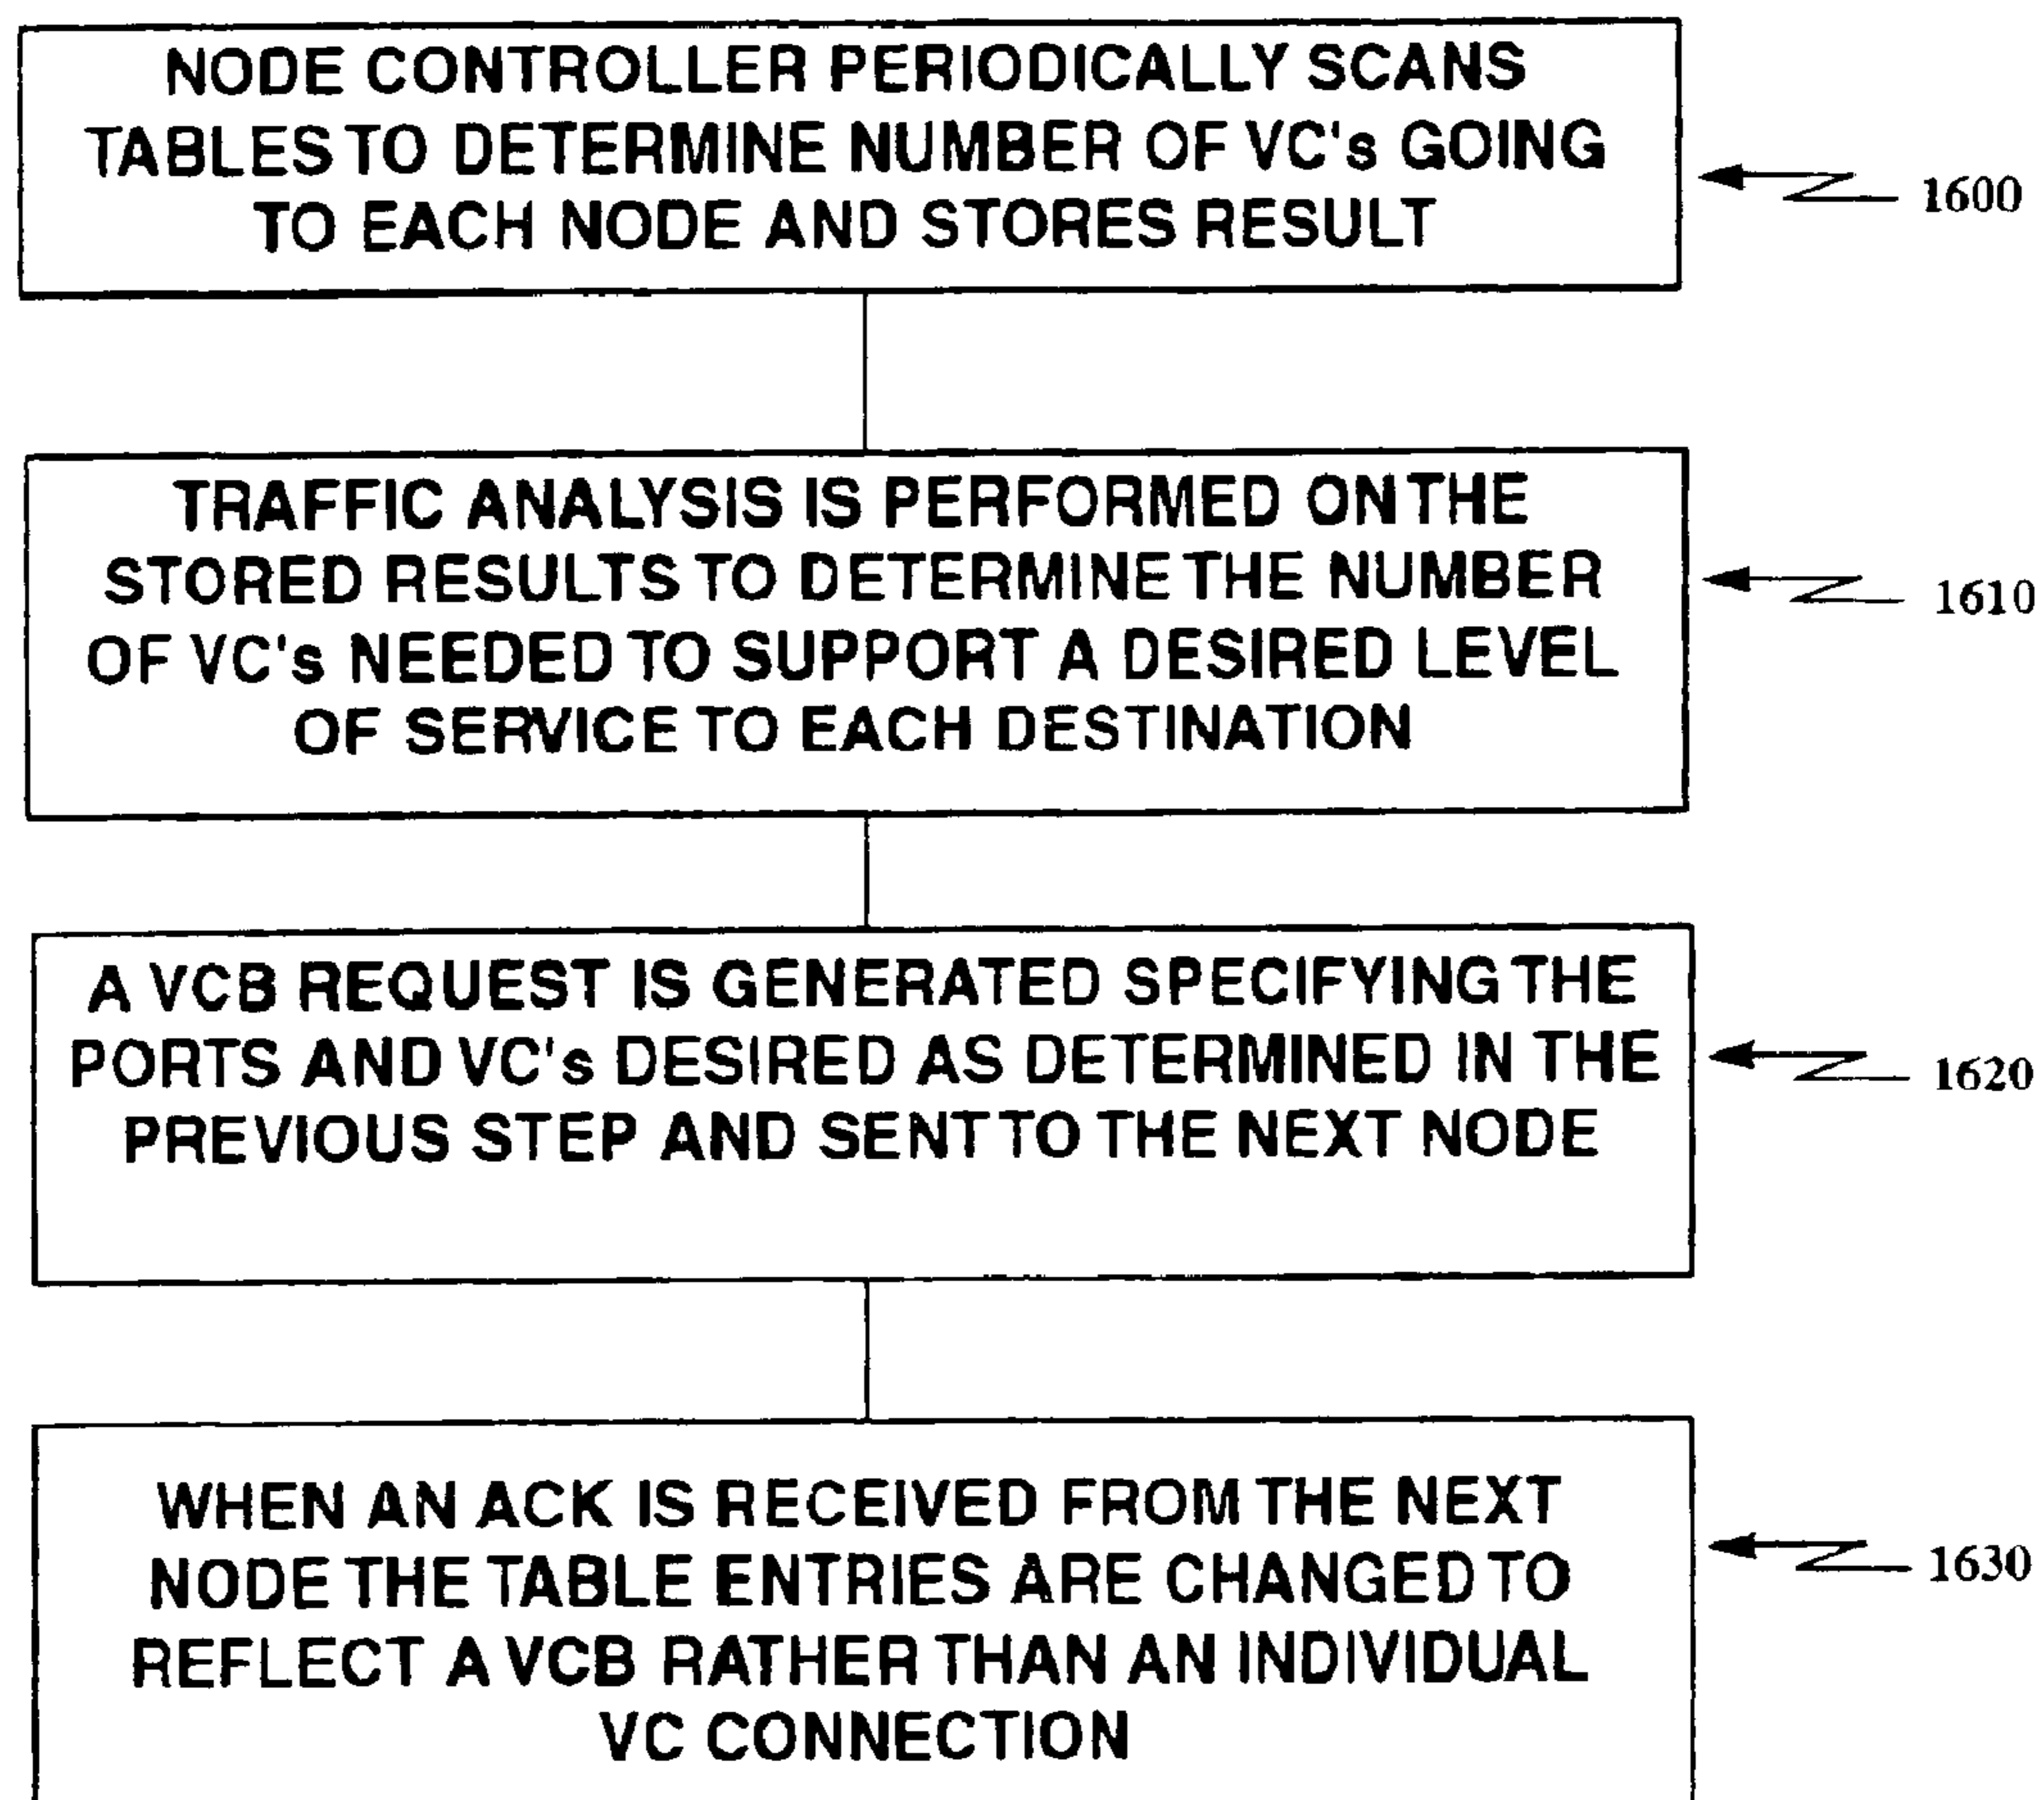 NODE CONTROLLER PERIODICALLY SCANS
TABLES TO DETERMINE NUMBER OF VC's GOING
TO EACH NODE AND STORES RESULT
1600
TRAFFIC ANALYSIS IS PERFORMED ON THE
STORED RESULTS TO DETERMINE THE NUMBER
OF VC's NEEDED TO SUPPORT A DESIRED LEVEL
OF SERVICE TO EACH DESTINATION
1610
A VCB REQUEST IS GENERATED SPECIFYING THE
PORTS AND VC's DESIRED AS DETERMINED IN THE
PREVIOUS STEP AND SENT TO THE NEXT NODE
1620
WHEN AN ACK IS RECEIVED FROM THE NEXT
NODE THE TABLE ENTRIES ARE CHANGED TO
REFLECT A VCB RATHER THAN AN INDIVIDUAL
VC CONNECTION
1630